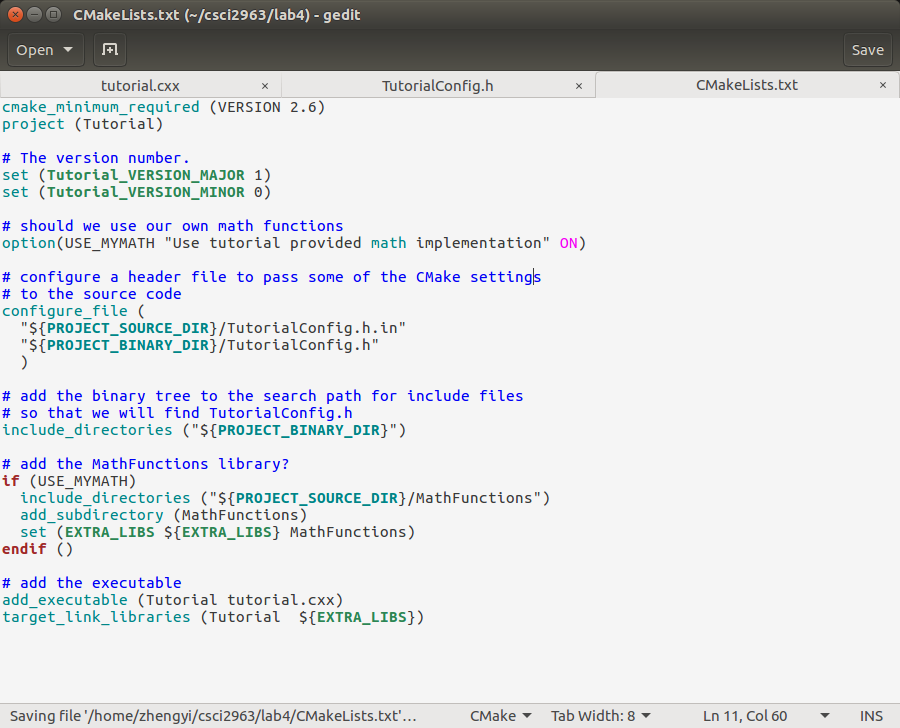 CMakeLists.txt (~/csci2963/lab4) - gedit
Open Save
tutorial.cxx × TutorialConfig.h × CMakeLists.txt ×
cmake_minimum_required (VERSION 2.6)
project (Tutorial)
# The version number.
set (Tutorial_VERSION_MAJOR 1)
set (Tutorial_VERSION_MINOR 0)
# should we use our own math functions
option(USE_MYMATH "Use tutorial provided math implementation" ON)
# configure a header file to pass some of the CMake settings
# to the source code
configure_file (
  "${PROJECT_SOURCE_DIR}/TutorialConfig.h.in"
  "${PROJECT_BINARY_DIR}/TutorialConfig.h"
  )
# add the binary tree to the search path for include files
# so that we will find TutorialConfig.h
include_directories ("${PROJECT_BINARY_DIR}")
# add the MathFunctions library?
if (USE_MYMATH)
  include_directories ("${PROJECT_SOURCE_DIR}/MathFunctions")
  add_subdirectory (MathFunctions)
  set (EXTRA_LIBS ${EXTRA_LIBS} MathFunctions)
endif ()
# add the executable
add_executable (Tutorial tutorial.cxx)
target_link_libraries (Tutorial  ${EXTRA_LIBS})
Saving file '/home/zhengyi/csci2963/lab4/CMakeLists.txt'… CMake Tab Width: 8 Ln 11, Col 60 INS